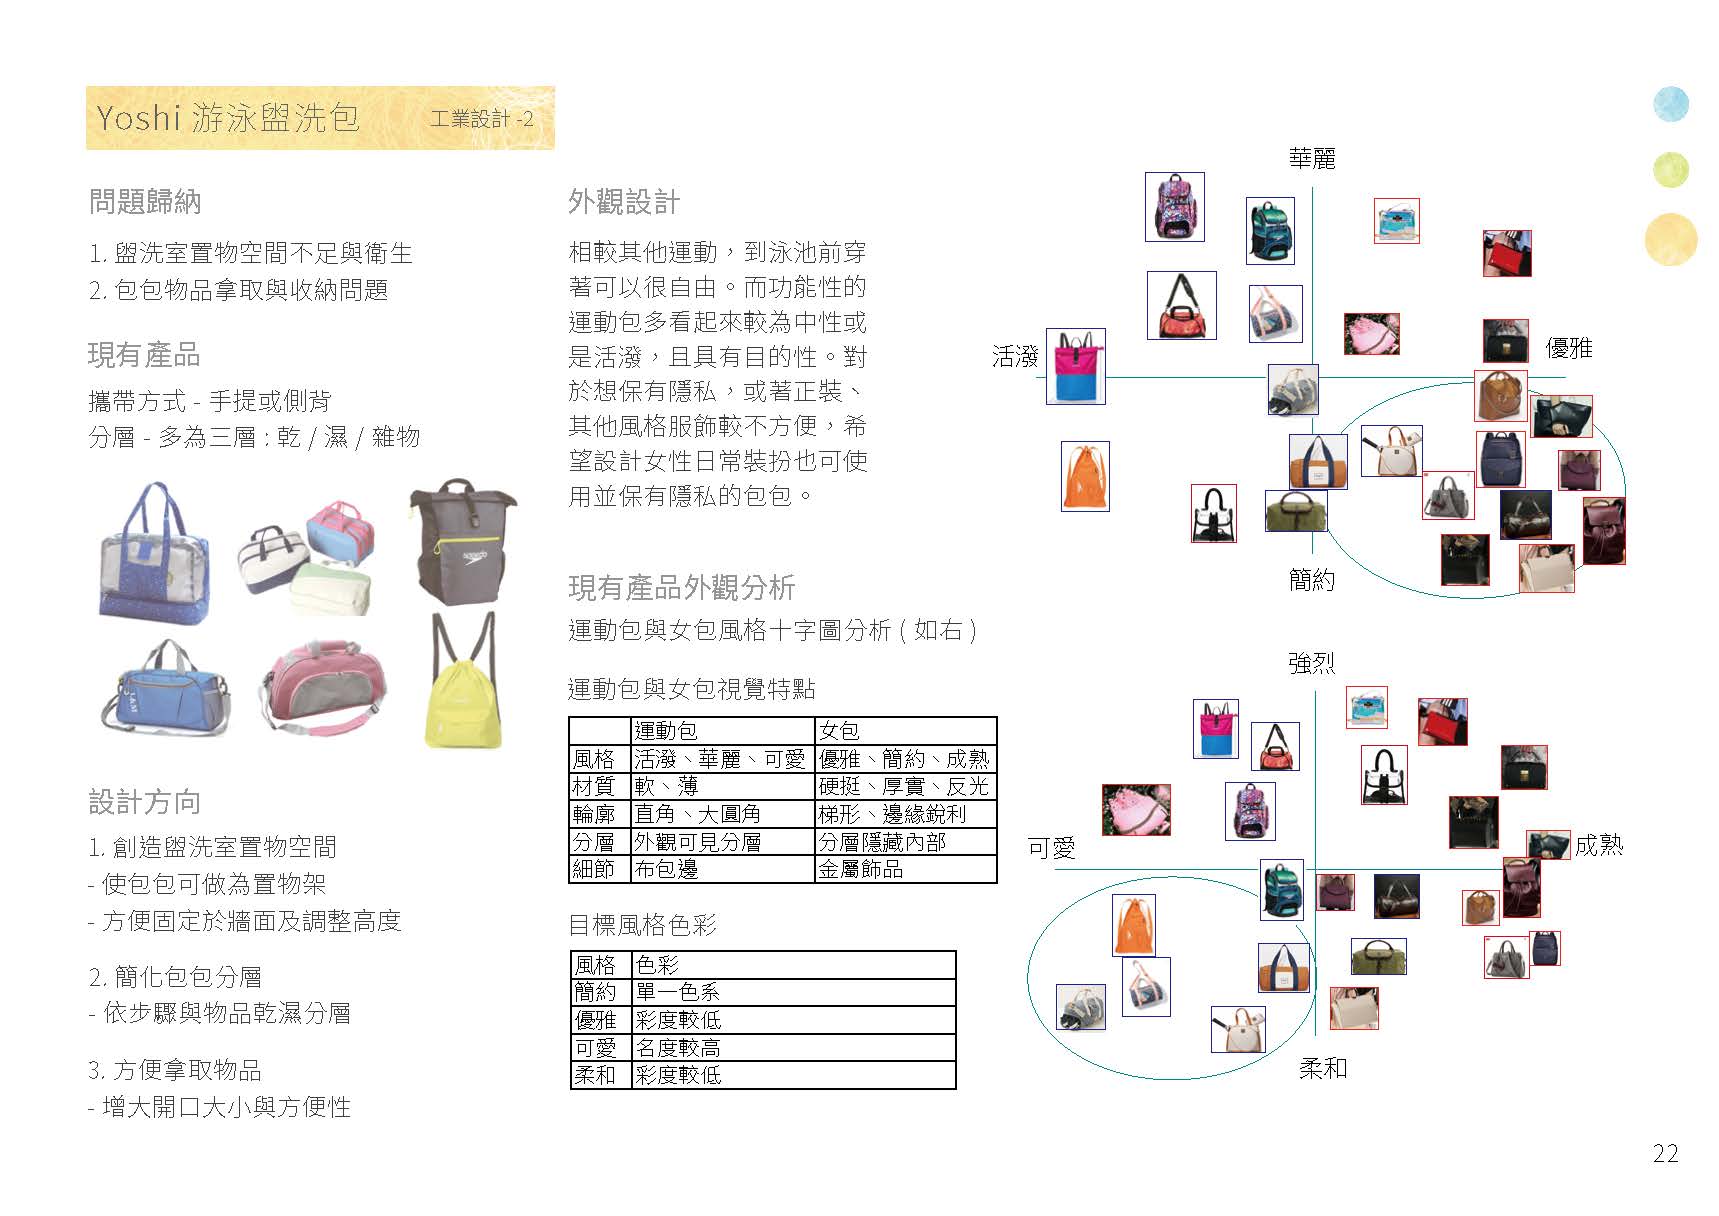 Yoshi 游泳盥洗包 工業設計 -2
問題歸納
1. 盥洗室置物空間不足與衛生
2. 包包物品拿取與收納問題
現有產品
攜帶方式 - 手提或側背
分層 - 多為三層 : 乾 / 濕 / 雜物
speedo
設計方向
1. 創造盥洗室置物空間
- 使包包可做為置物架
- 方便固定於牆面及調整高度
2. 簡化包包分層
- 依步驟與物品乾濕分層
3. 方便拿取物品
- 增大開口大小與方便性
外觀設計
相較其他運動，到泳池前穿
著可以很自由。而功能性的
運動包多看起來較為中性或
是活潑，且具有目的性。對
於想保有隱私，或著正裝、
其他風格服飾較不方便，希
望設計女性日常裝扮也可使
用並保有隱私的包包。
現有產品外觀分析
運動包與女包風格十字圖分析 ( 如右 )
運動包與女包視覺特點
運動包 女包
風格 活潑、華麗、可愛 優雅、簡約、成熟
材質 軟、薄 硬挺、厚實、反光
輪廓 直角、大圓角 梯形、邊緣銳利
分層 外觀可見分層 分層隱藏內部
細節 布包邊 金屬飾品
目標風格色彩
風格 色彩
簡約 單一色系
優雅 彩度較低
可愛 名度較高
柔和 彩度較低
華麗
活潑
優雅
簡約
強烈
可愛
成熟
柔和
22